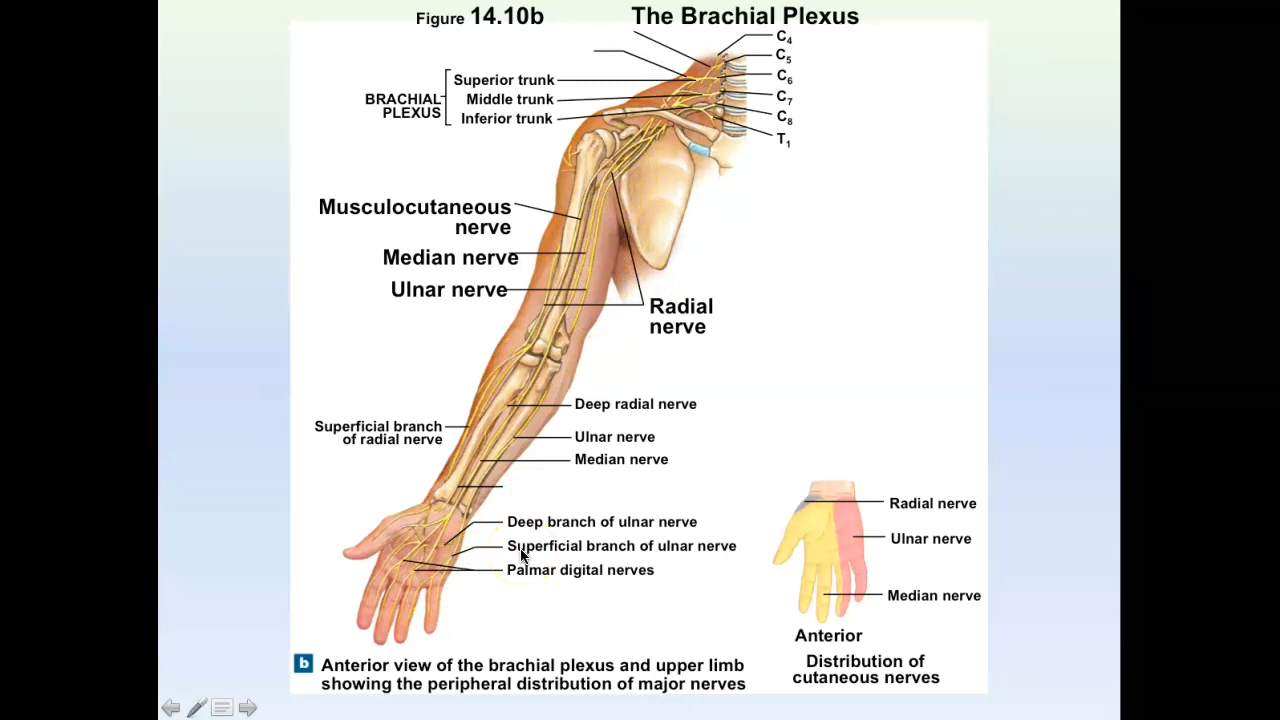 Figure 14.10b
The Brachial Plexus
C4
C5
C6
C7
C8
T1
BRACHIAL
PLEXUS
Superior trunk
Middle trunk
Inferior trunk
Musculocutaneous
nerve
Median nerve
Ulnar nerve
Radial
nerve
Deep radial nerve
Superficial branch
of radial nerve
Ulnar nerve
Median nerve
Deep branch of ulnar nerve
Superficial branch of ulnar nerve
Palmar digital nerves
Radial nerve
Ulnar nerve
Median nerve
Anterior
Distribution of
cutaneous nerves
b
Anterior view of the brachial plexus and upper limb
showing the peripheral distribution of major nerves